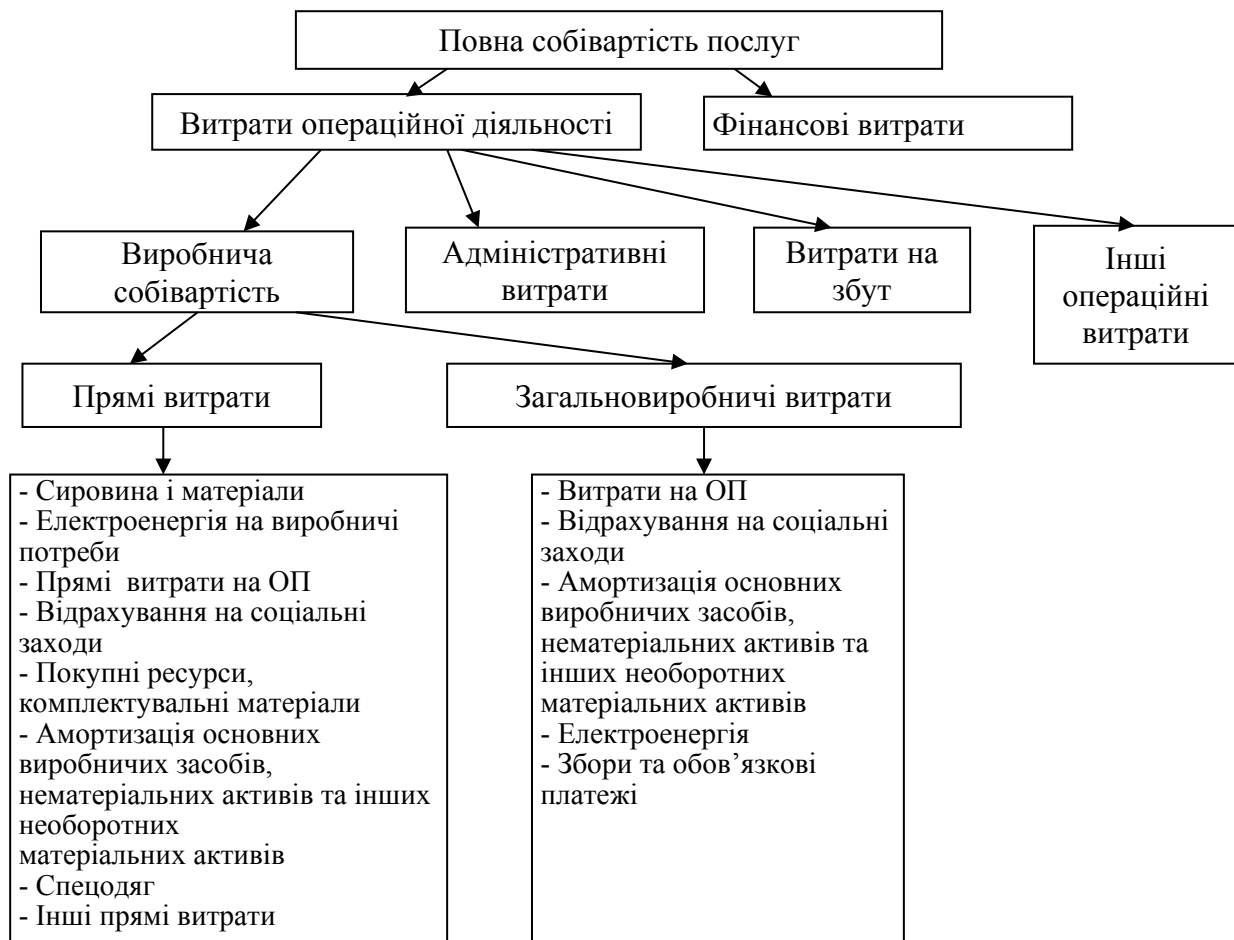 Повна собівартість послуг
Витрати операційної діяльності
Фінансові витрати
Виробнича
собівартість
Адміністративні
витрати
Витрати на
збут
Інші
операційні
витрати
Прямі витрати
Загальновиробничі витрати
- Сировина і матеріали
- Електроенергія на виробничі
потреби
- Прямі витрати на ОП
- Відрахування на соціальні
заходи
- Покупні ресурси,
комплектувальні матеріали
- Амортизація основних
виробничих засобів,
нематеріальних активів та інших
необоротних
матеріальних активів
- Спецодяг
- Інші прямі витрати
- Витрати на ОП
- Відрахування на соціальні
заходи
- Амортизація основних
виробничих засобів,
нематеріальних активів та
інших необоротних
матеріальних активів
- Електроенергія
- Збори та обов’язкові
платежі